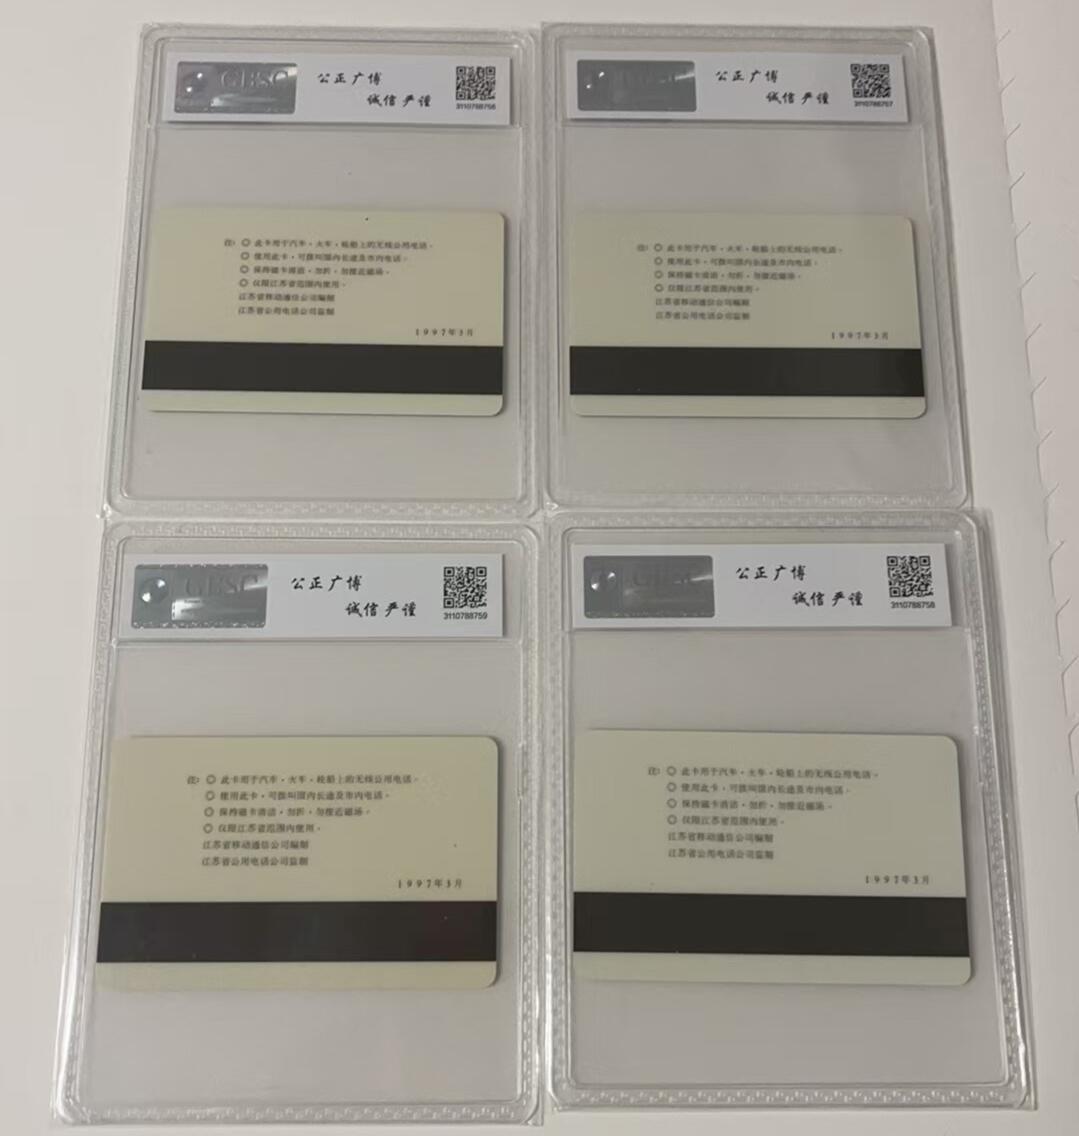 GBSC
公正广博
诚信严谨
3110788756
注: ◎ 此卡用于汽车·火车·轮船上的无线公用电话。
◎ 使用此卡·可拨叫国内长途及市内电话。
◎ 保持磁卡清洁·勿折·勿接近磁场。
◎ 仅限江苏省范围内使用。
江苏省移动通信公司编制
江苏省公用电话公司监制
1997年3月
公正广博
诚信严谨
3110788757
注: ◎ 此卡用于汽车·火车·轮船上的无线公用电话。
◎ 使用此卡·可拨叫国内长途及市内电话。
◎ 保持磁卡清洁·勿折·勿接近磁场。
◎ 仅限江苏省范围内使用。
江苏省移动通信公司编制
江苏省公用电话公司监制
1997年3月
GBSC
公正广博
诚信严谨
3110788759
注: ◎ 此卡用于汽车·火车·轮船上的无线公用电话。
◎ 使用此卡·可拨叫国内长途及市内电话。
◎ 保持磁卡清洁·勿折·勿接近磁场。
◎ 仅限江苏省范围内使用。
江苏省移动通信公司编制
江苏省公用电话公司监制
1997年3月
GBSC
公正广博
诚信严谨
3110788758
注: ◎ 此卡用于汽车·火车·轮船上的无线公用电话。
◎ 使用此卡·可拨叫国内长途及市内电话。
◎ 保持磁卡清洁·勿折·勿接近磁场。
◎ 仅限江苏省范围内使用。
江苏省移动通信公司编制
江苏省公用电话公司监制
1997年3月